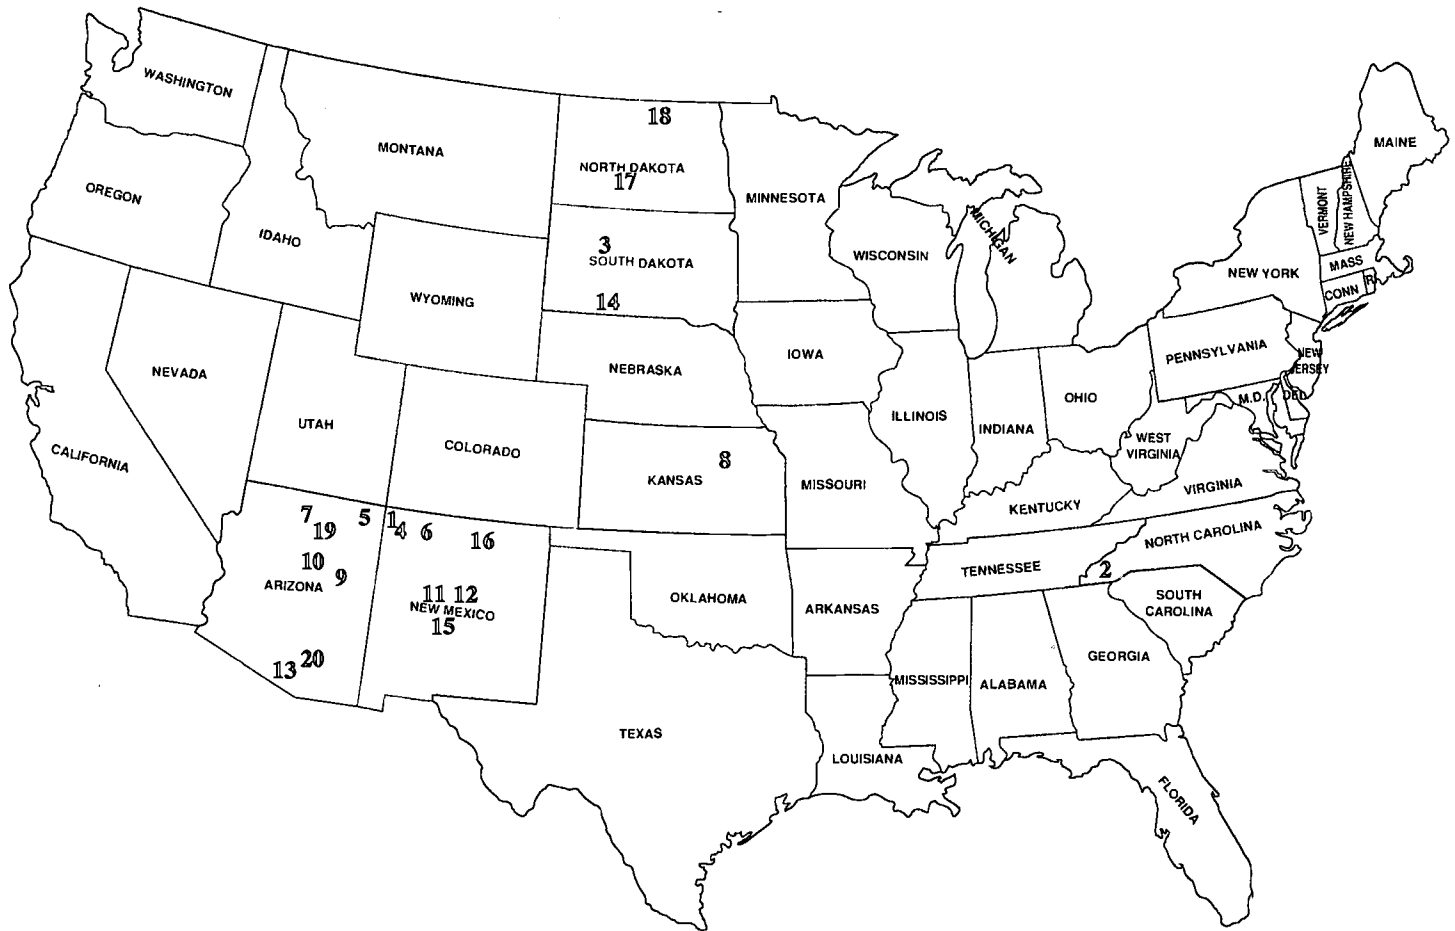 WASHINGTON
MONTANA
18
NORTH DAKOTA
17
MINNESOTA
MAINE
OREGON
IDAHO
VERMONT
NEW HAMPSHIRE
MICHIGAN
WISCONSIN
3
SOUTH DAKOTA
14
WYOMING
NEW YORK
MASS
CONN
R.
NEVADA
NEBRASKA
IOWA
PENNSYLVANIA
NEW JERSEY
UTAH
COLORADO
ILLINOIS
INDIANA
OHIO
M.D.
DEL
CALIFORNIA
KANSAS
8
MISSOURI
WEST
VIRGINIA
VIRGINIA
KENTUCKY
7
19
5
1
4
6
16
10
9
ARIZONA
11 12
NEW MEXICO
15
OKLAHOMA
ARKANSAS
TENNESSEE
2
NORTH CAROLINA
SOUTH
CAROLINA
13
20
TEXAS
LOUISIANA
MISSISSIPPI
ALABAMA
GEORGIA
FLORIDA